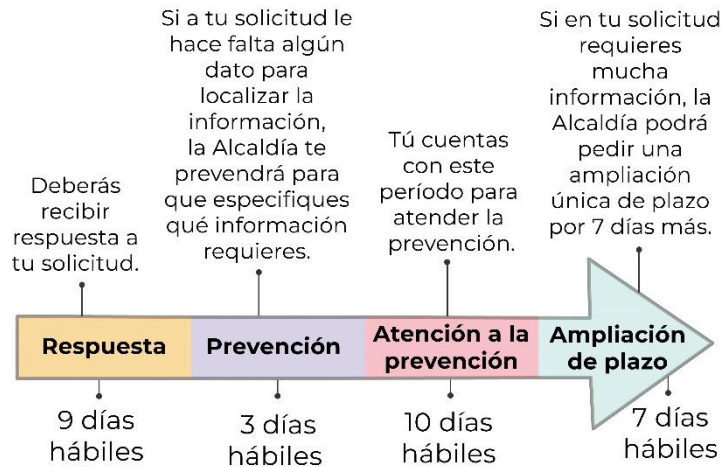 Deberás
recibir
respuesta a
tu solicitud.
Si a tu solicitud le
hace falta algún
dato para
localizar la
información,
la Alcaldía te
prevendrá para
que especifiques
qué información
requieres.
Tú cuentas
con este
período para
atender la
prevención.
Si en tu solicitud
requieres
mucha
información, la
Alcaldía podrá
pedir una
ampliación
única de plazo
por 7 días más.
Respuesta
Prevención
Atención a la
prevención
Ampliación
de plazo
9 días
hábiles
3 días
hábiles
10 días
hábiles
7 días
hábiles